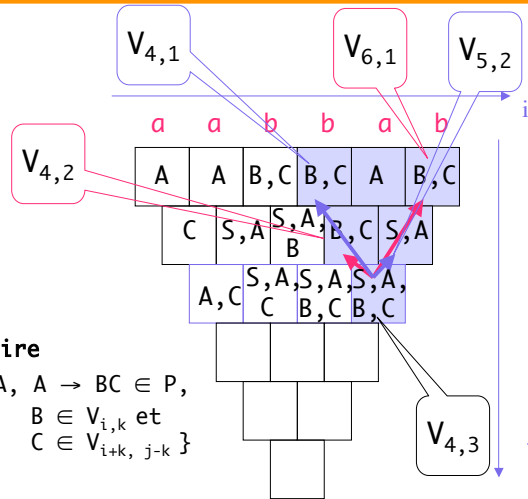 V4,1
V6,1
V5,2
i
a a b b a b
V4,2
A A B,C B,C A B,C
C S,A S,A,B B,C S,A
A,C S,A,C S,A,B,C S,A,B,C
ire
A, A → BC ∈ P,
B ∈ Vi,k et
C ∈ Vi+k, j-k }
V4,3